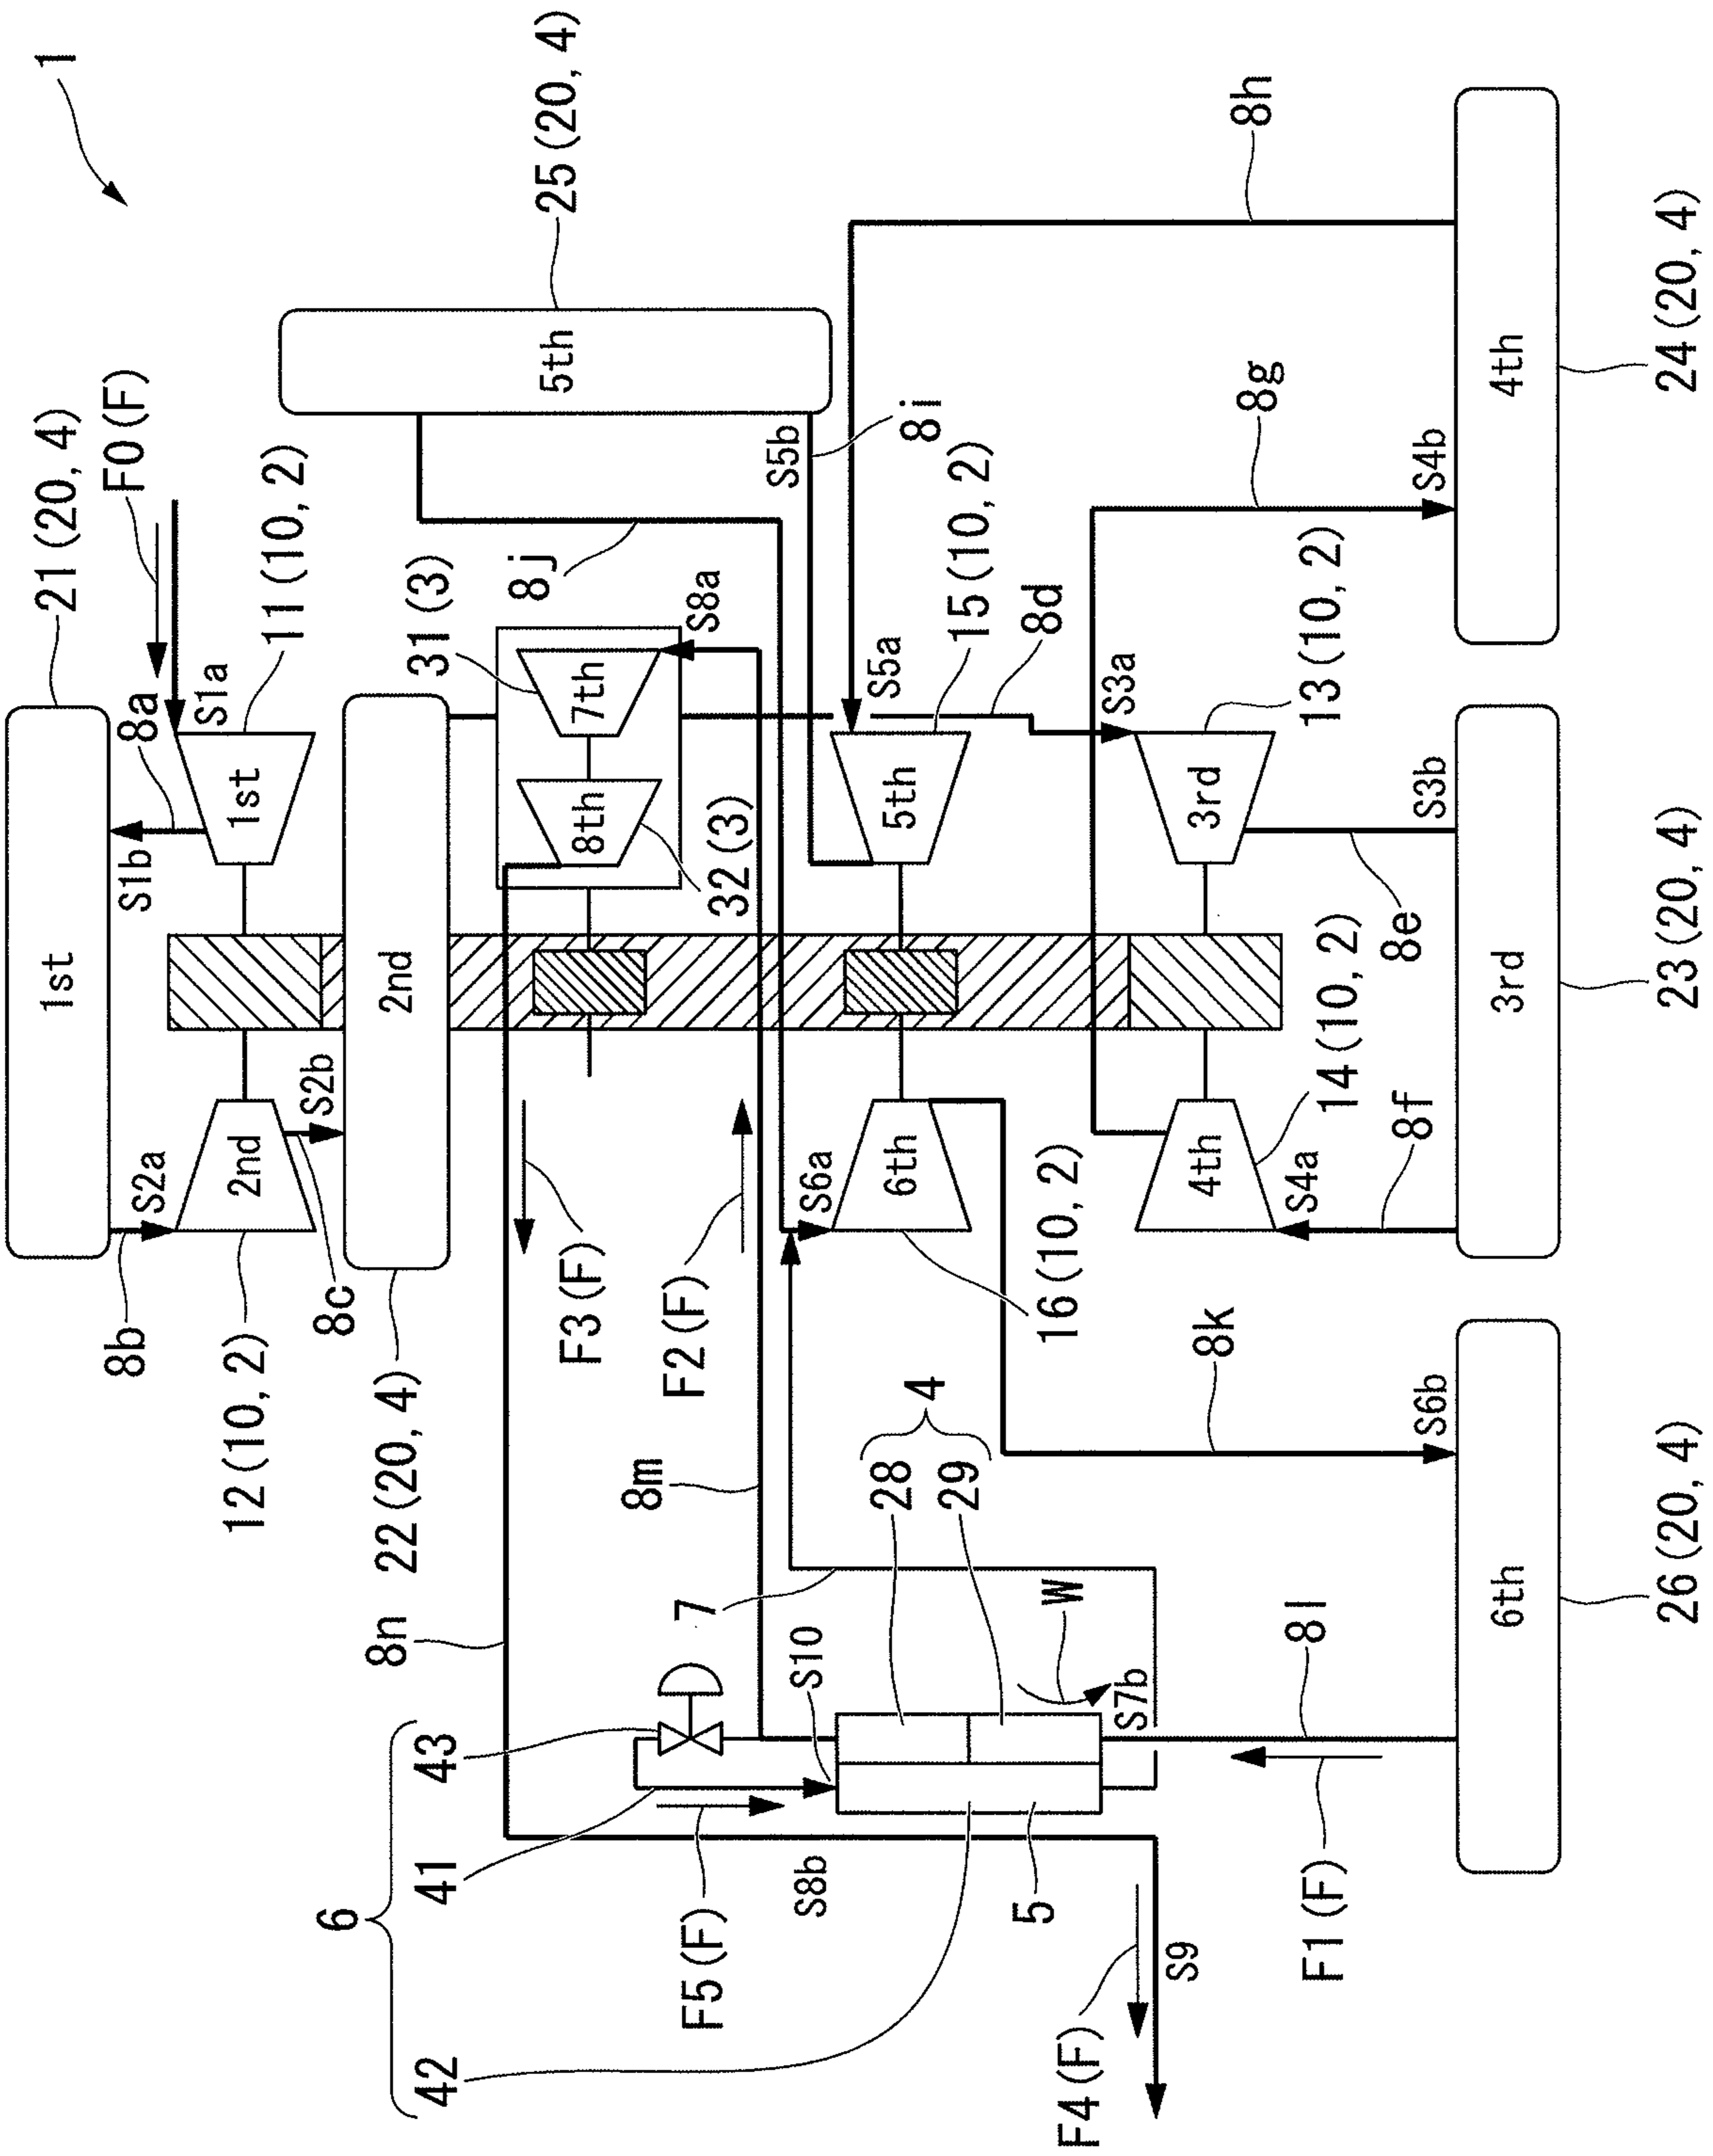 1
21(20, 4)
F0(F)
8a
S1a
11(10, 2)
1st
1st
S1b
8b
S2a
2nd
12(10, 2)
8c
S2b
2nd
22(20, 4)
25(20, 4)
5th
8j
S5b
8i
31(3)
7th
S8a
8th
32(3)
8n
F3(F)
F2(F)
8m
8h
S5a
15(10, 2)
5th
8d
S6a
6th
16(10, 2)
8k
S6b
S3a
13(10, 2)
3rd
S3b
8e
8g
S4b
4th
24(20, 4)
4th
14(10, 2)
S4a
8f
3rd
23(20, 4)
6th
26(20, 4)
8l
F1(F)
4
28
29
7
W
S7b
S10
6
43
41
42
F5(F)
S8b
5
F4(F)
S9